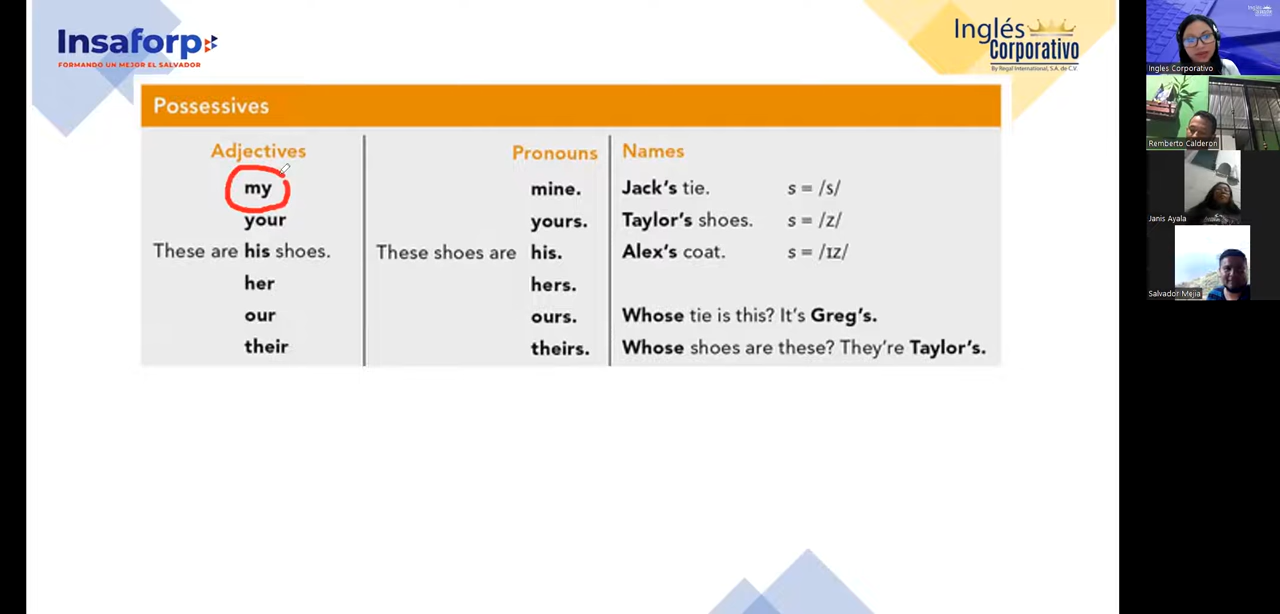 Insaforp
FORMANDO UN MEJOR EL SALVADOR
Inglés
Corporativo
By Regal International, S.A. de C.V.
Possessives
Adjectives
my
your
These are his shoes.
her
our
their
Pronouns
mine.
yours.
These shoes are his.
hers.
ours.
theirs.
Names
Jack's tie. s = /s/
Taylor's shoes. s = /z/
Alex's coat. s = /ɪz/
Whose tie is this? It's Greg's.
Whose shoes are these? They're Taylor's.
Ingles Corporativo
Remberto Calderon
Janis Ayala
Salvador Mejia